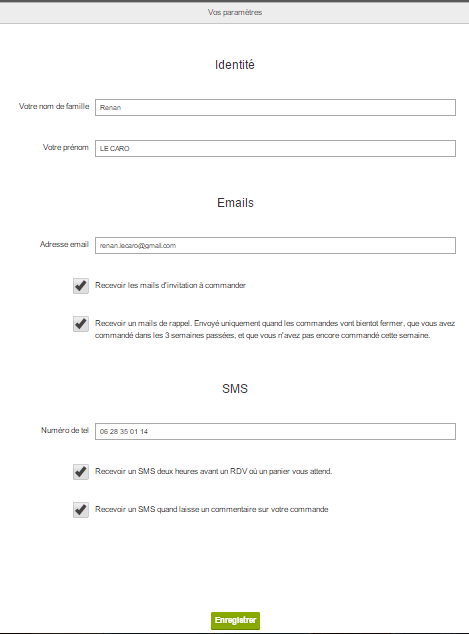 Vos paramètres
Identité
Votre nom de famille
Renan
Votre prénom
LE CARO
Emails
Adresse email
renan.lecaro@gmail.com
Recevoir les mails d'invitation à commander
Recevoir un mails de rappel. Envoyé uniquement quand les commandes vont bientot fermer, que vous avez
commandé dans les 3 semaines passées, et que vous n'avez pas encore commandé cette semaine.
SMS
Numéro de tel
06 28 35 01 14
Recevoir un SMS deux heures avant un RDV où un panier vous attend.
Recevoir un SMS quand laisse un commentaire sur votre commande
Enregistrer